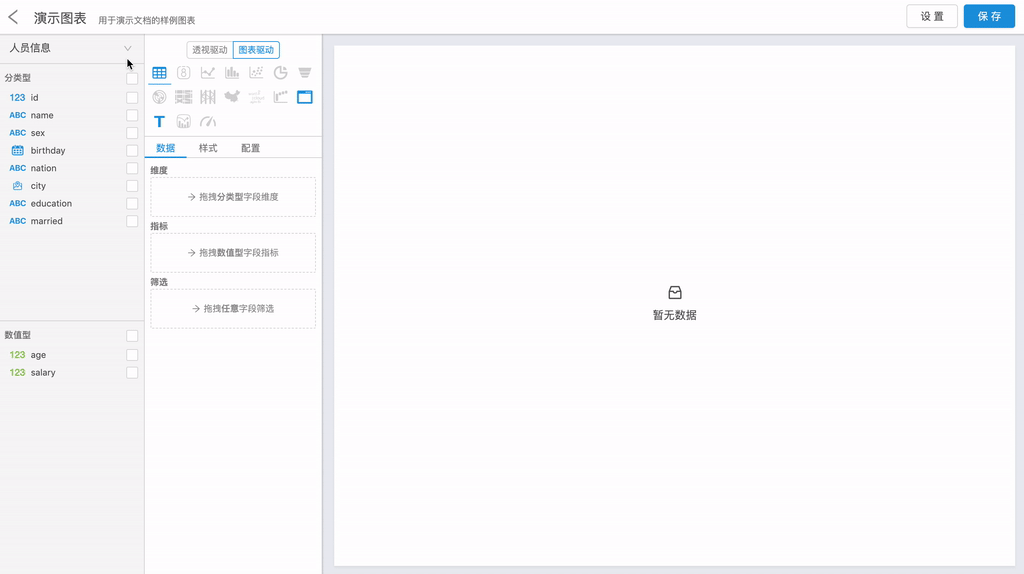 演示图表 用于演示文档的样例图表
设 置
保 存
人员信息
分类型
123 id
ABC name
ABC sex
birthday
ABC nation
city
ABC education
ABC married
数值型
123 age
123 salary
透视驱动 图表驱动
T
数据 样式 配置
维度
拖拽分类型字段维度
指标
拖拽数值型字段指标
筛选
拖拽任意字段筛选
暂无数据